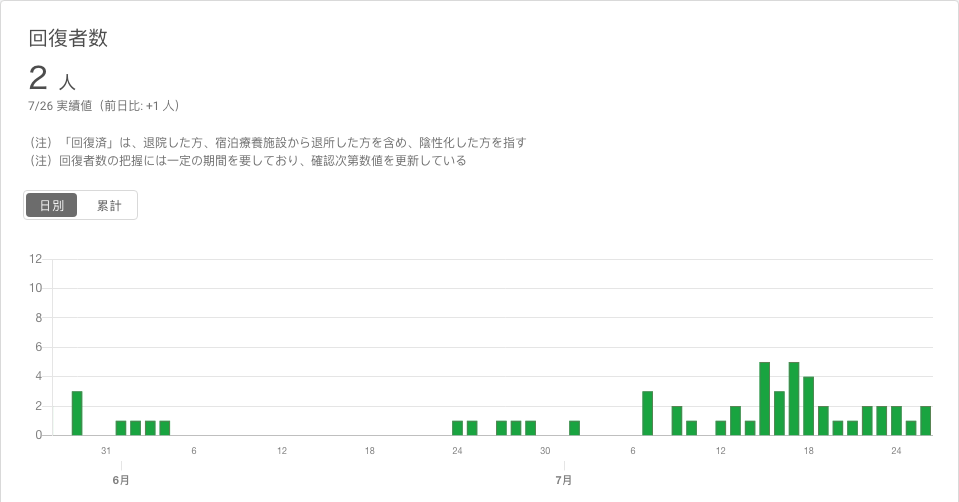 回復者数
2 人
7/26 実績値（前日比: +1 人）
（注）「回復済」は、退院した方、宿泊療養施設から退所した方を含め、陰性化した方を指す
（注）回復者数の把握には一定の期間を要しており、確認次第数値を更新している
日別 累計
12
10
8
6
4
2
0
31 6 12 18 24 30 6 12 18 24
6月 7月